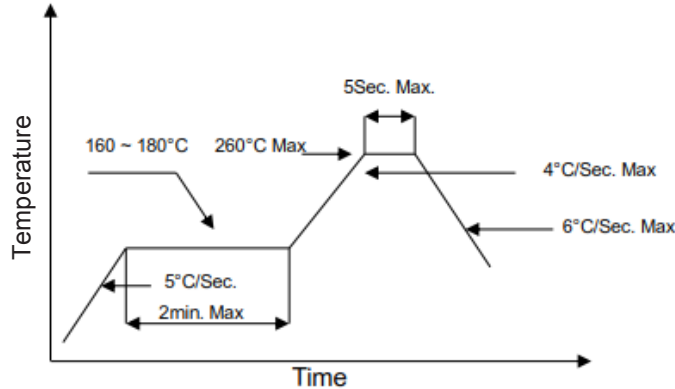 5Sec. Max.
160 ~ 180°C
260°C Max
4°C/Sec. Max
6°C/Sec. Max
5°C/Sec.
2min. Max
Temperature
Time